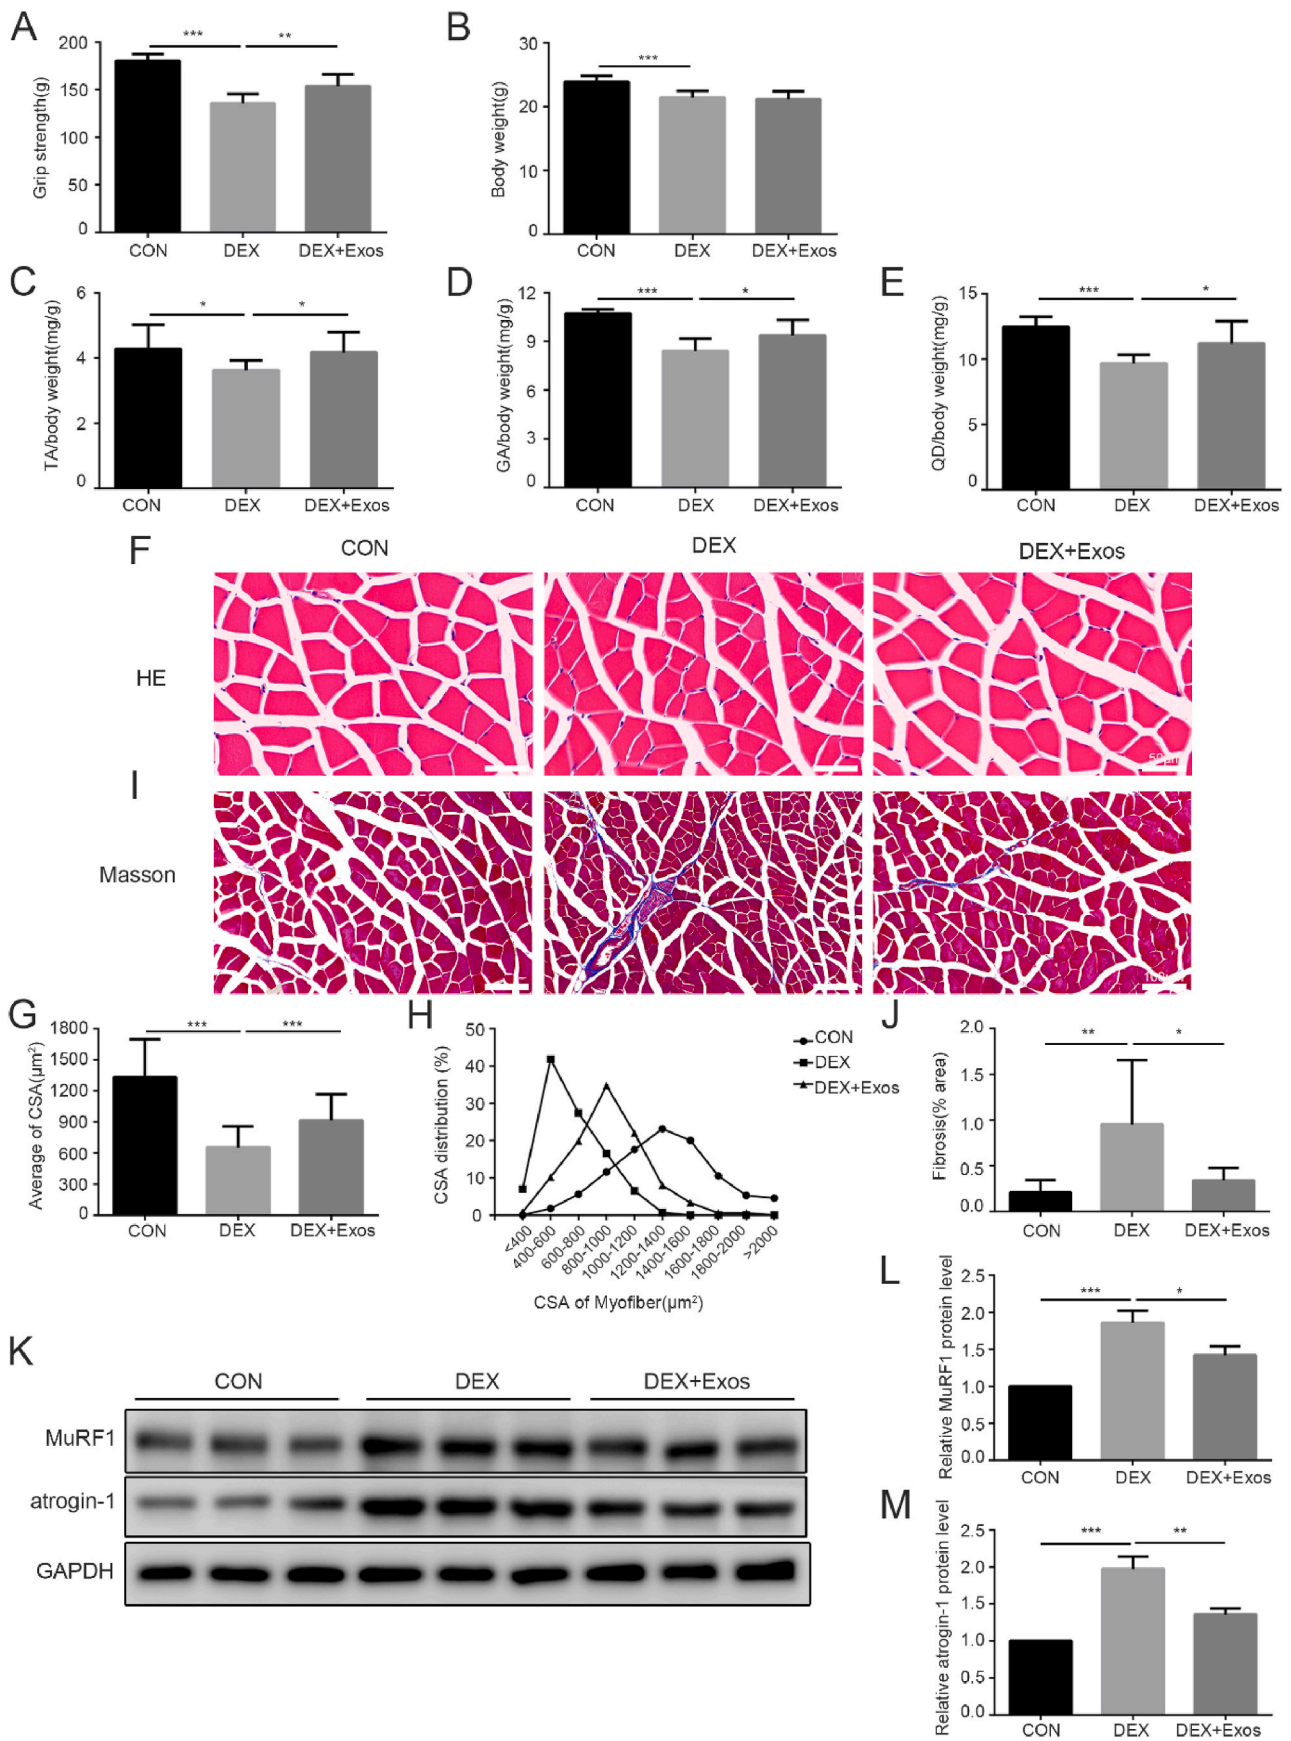 A
B
*** **
***
200
150
100
50
0
Grip strength(g)
CON DEX DEX+Exos
30
20
10
0
Body weight(g)
CON DEX DEX+Exos
C
D
E
* *
*** *
*** *
6
4
2
0
TA/body weight(mg/g)
CON DEX DEX+Exos
12
9
6
3
0
GA/body weight(mg/g)
CON DEX DEX+Exos
15
10
5
0
QD/body weight(mg/g)
CON DEX DEX+Exos
F
CON DEX DEX+Exos
HE
50μm
I
Masson
G
*** ***
1800
1500
1200
900
600
300
0
Average of CSA(μm²)
CON DEX DEX+Exos
H
50
40
30
20
10
0
CSA distribution (%)
CON
DEX
DEX+Exos
<400 400-600 600-800 800-1000 1000-1200 1200-1400 1400-1600 1600-1800 1800-2000 >2000
CSA of Myofiber(μm²)
J
** *
2.0
1.5
1.0
0.5
0.0
Fibrosis(% area)
CON DEX DEX+Exos
K
CON DEX DEX+Exos
MuRF1
atrogin-1
GAPDH
L
*** *
2.5
2.0
1.5
1.0
0.5
0.0
Relative MuRF1 protein level
CON DEX DEX+Exos
M
*** **
2.5
2.0
1.5
1.0
0.5
0.0
Relative atrogin-1 protein level
CON DEX DEX+Exos